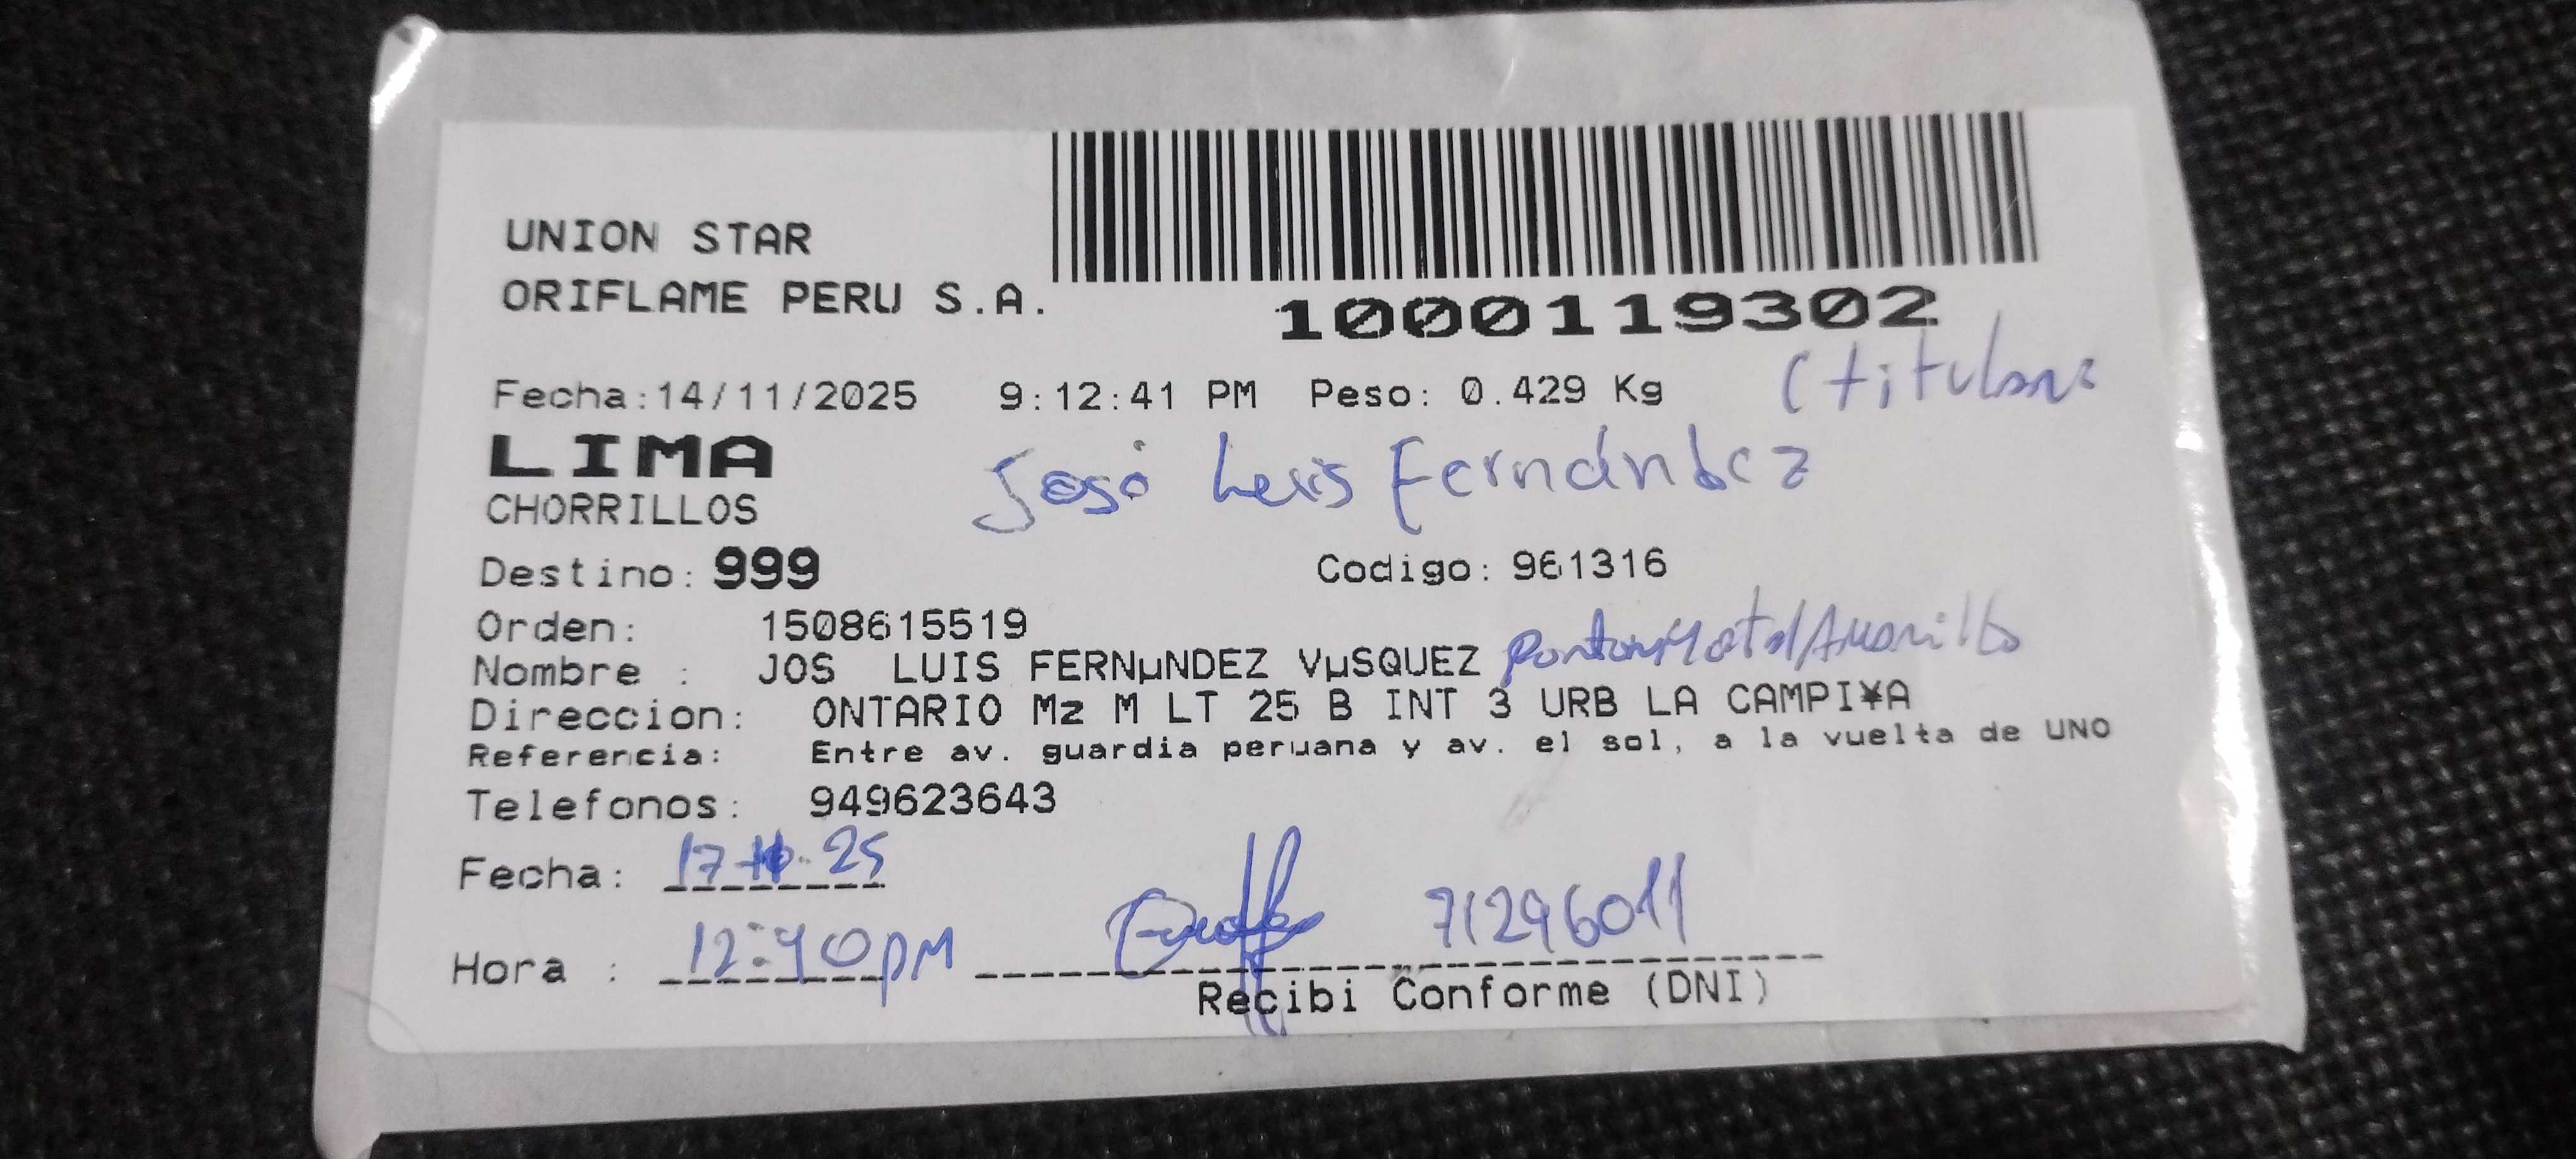 UNION STAR
ORIFLAME PERU S.A.
1000119302
Fecha:14/11/2025 9:12:41 PM Peso: 0.429 Kg
LIMA
José Luis Fernández
CHORRILLOS
Destino: 999 Codigo: 961316
Orden: 1508615519
Nombre : JOS LUIS FERNµNDEZ VµSQUEZ
Direccion: ONTARIO Mz M LT 25 B INT 3 URB LA CAMPI¥A
Referencia: Entre av. guardia peruana y av. el sol, a la vuelta de UNO
Telefonos: 949623643
Fecha: 17-11-25
Hora : 12:40pm 71296011
Recibi Conforme (DNI)